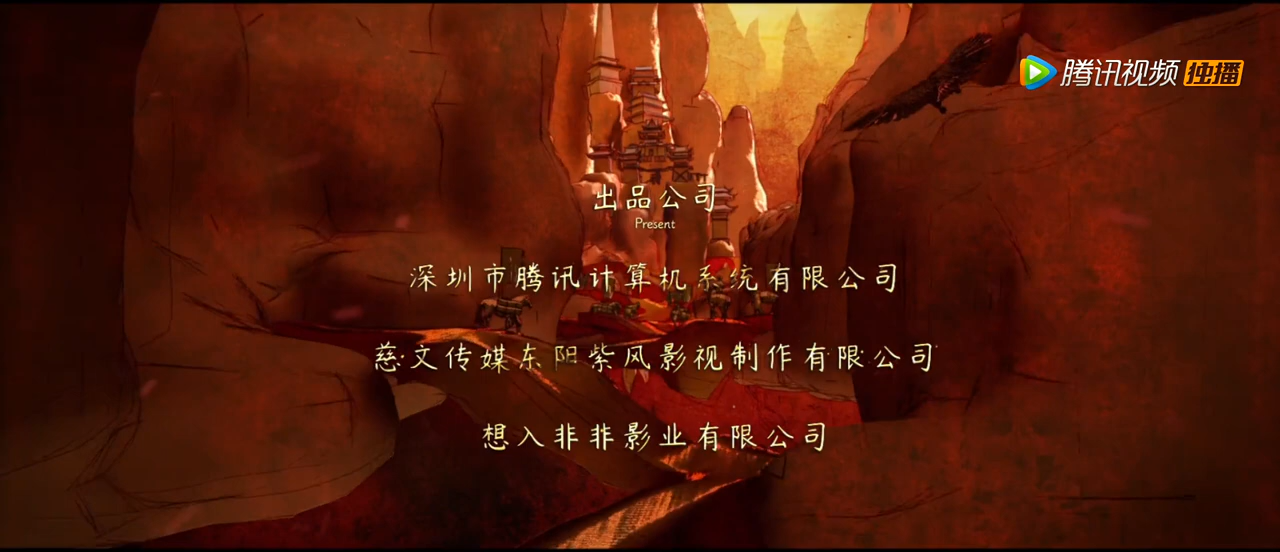 腾讯视频 独播
出品公司
Present
深圳市腾讯计算机系统有限公司
慈文传媒东阳紫风影视制作有限公司
想入非非影业有限公司